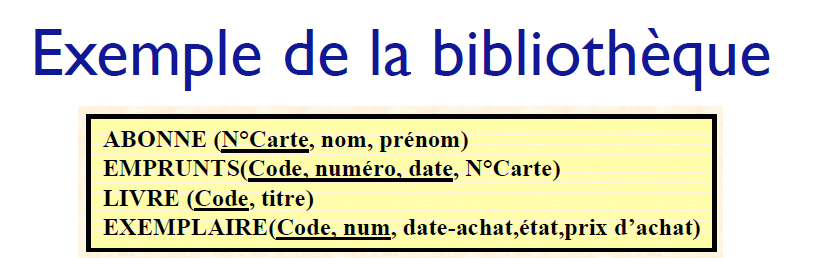 Exemple de la bibliothèque
ABONNE (N°Carte, nom, prénom)
EMPRUNTS(Code, numéro, date, N°Carte)
LIVRE (Code, titre)
EXEMPLAIRE(Code, num, date-achat,état,prix d’achat)